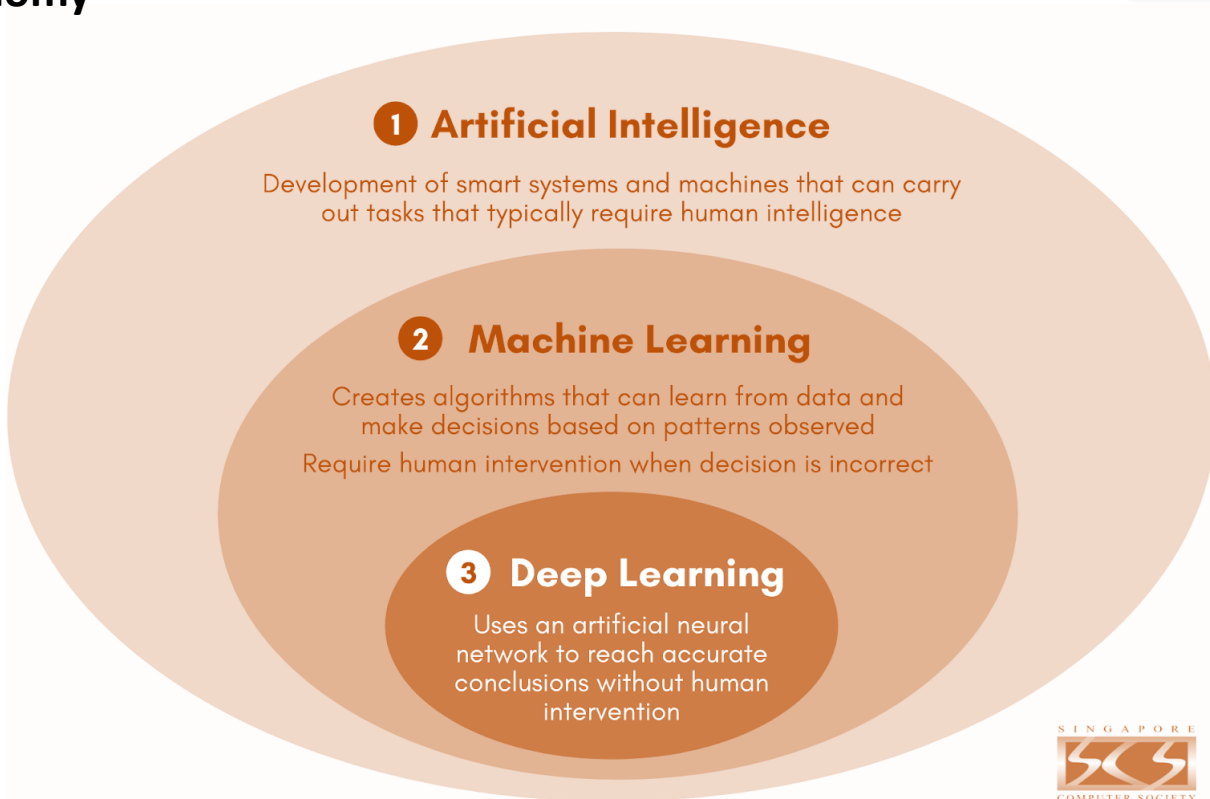 1 Artificial Intelligence
Development of smart systems and machines that can carry
out tasks that typically require human intelligence
2 Machine Learning
Creates algorithms that can learn from data and
make decisions based on patterns observed
Require human intervention when decision is incorrect
3 Deep Learning
Uses an artificial neural
network to reach accurate
conclusions without human
intervention
SINGAPORE
SCS
COMPUTER SOCIETY